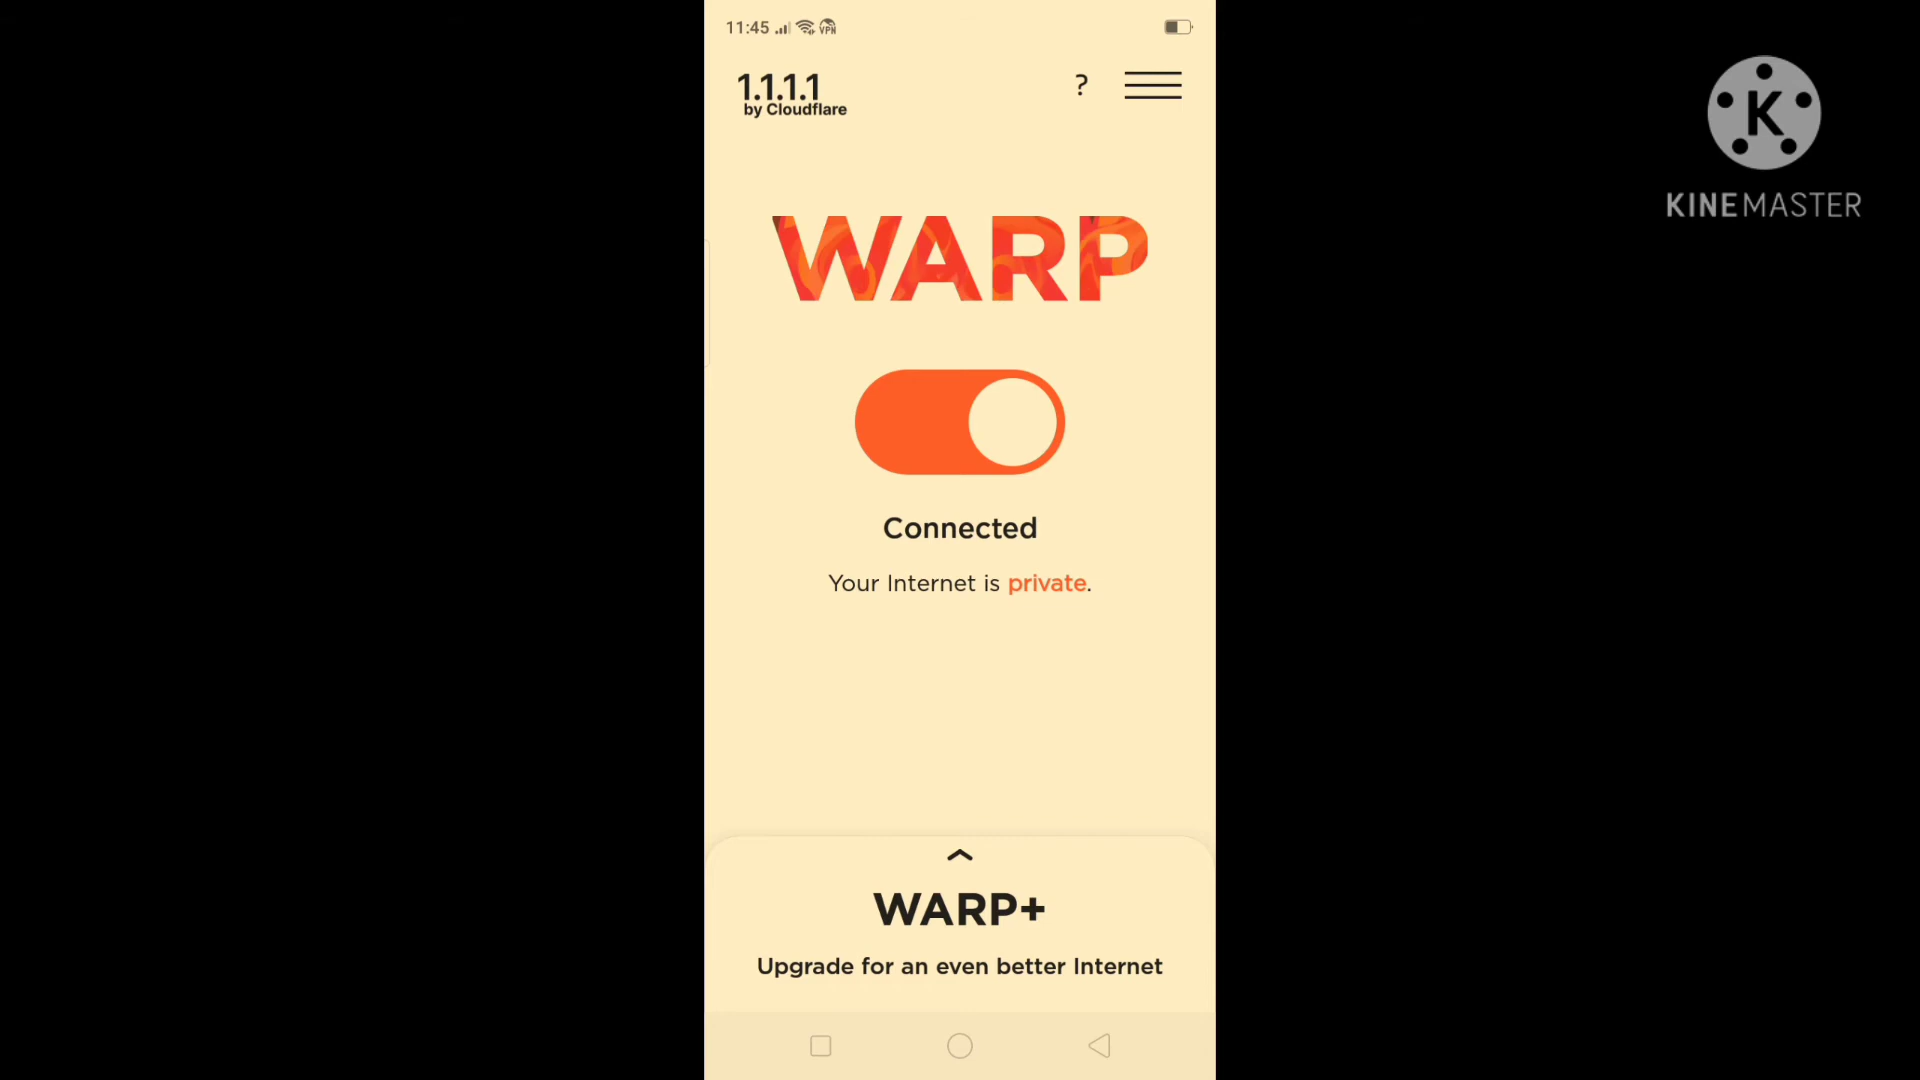 11:45 VPN
1.1.1.1
by Cloudflare
?
WARP
Connected
Your Internet is private.
WARP+
Upgrade for an even better Internet
K
KINEMASTER